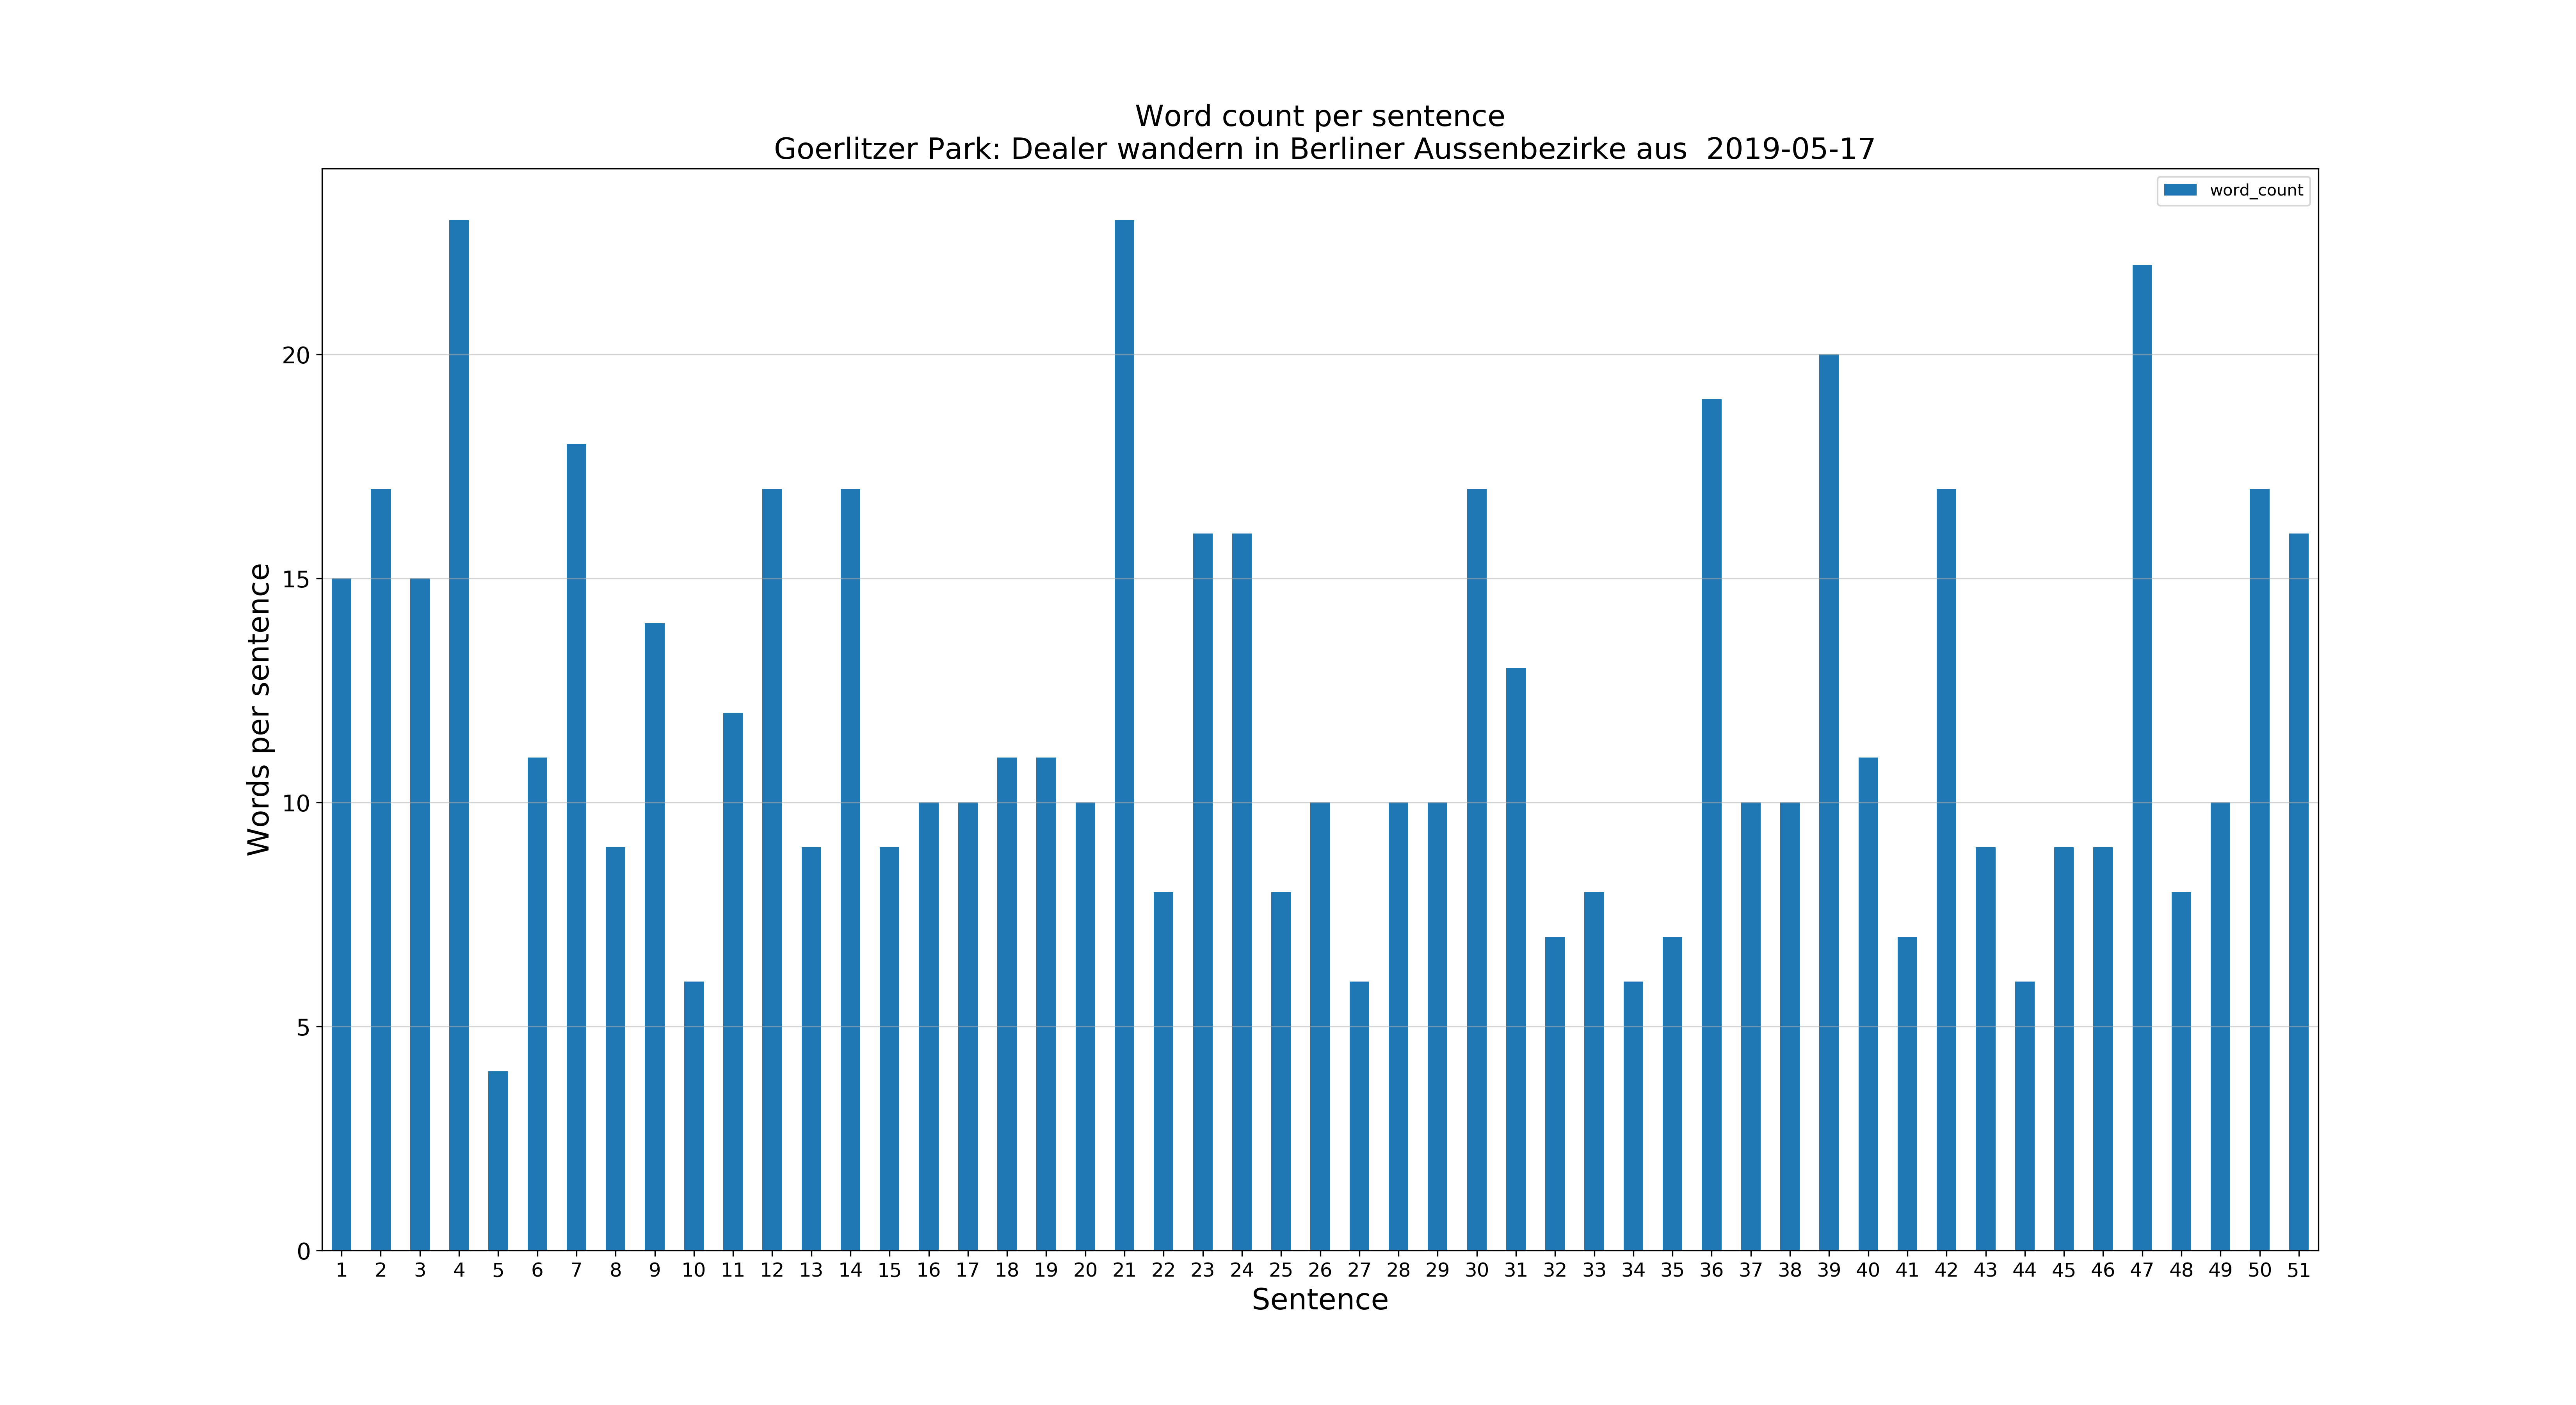 Word count per sentence
Goerlitzer Park: Dealer wandern in Berliner Aussenbezirke aus  2019-05-17
word_count
20
15
10
5
0
Words per sentence
1 2 3 4 5 6 7 8 9 10 11 12 13 14 15 16 17 18 19 20 21 22 23 24 25 26 27 28 29 30 31 32 33 34 35 36 37 38 39 40 41 42 43 44 45 46 47 48 49 50 51
Sentence